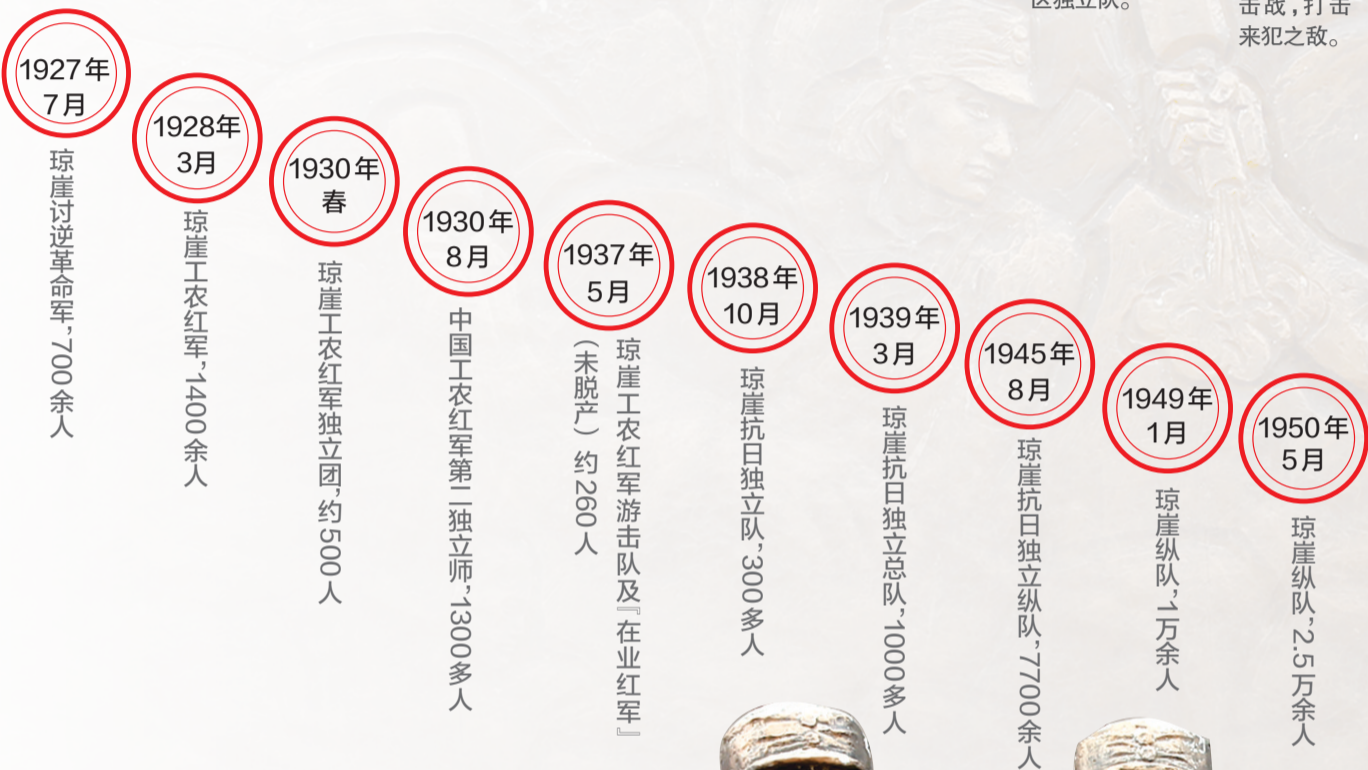 区独立队。
击战，打击
来犯之敌。
1927年
7月
琼崖讨逆革命军，700余人
1928年
3月
琼崖工农红军，1400余人
1930年
春
琼崖工农红军独立团，约500人
1930年
8月
中国工农红军第二独立师，1300多人
1937年
5月
琼崖工农红军游击队及『在业红军』
（未脱产）约260人
1938年
10月
琼崖抗日独立队，300多人
1939年
3月
琼崖抗日独立总队，1000多人
1945年
8月
琼崖抗日独立纵队，7700余人
1949年
1月
琼崖纵队，1万余人
1950年
5月
琼崖纵队，2.5万余人